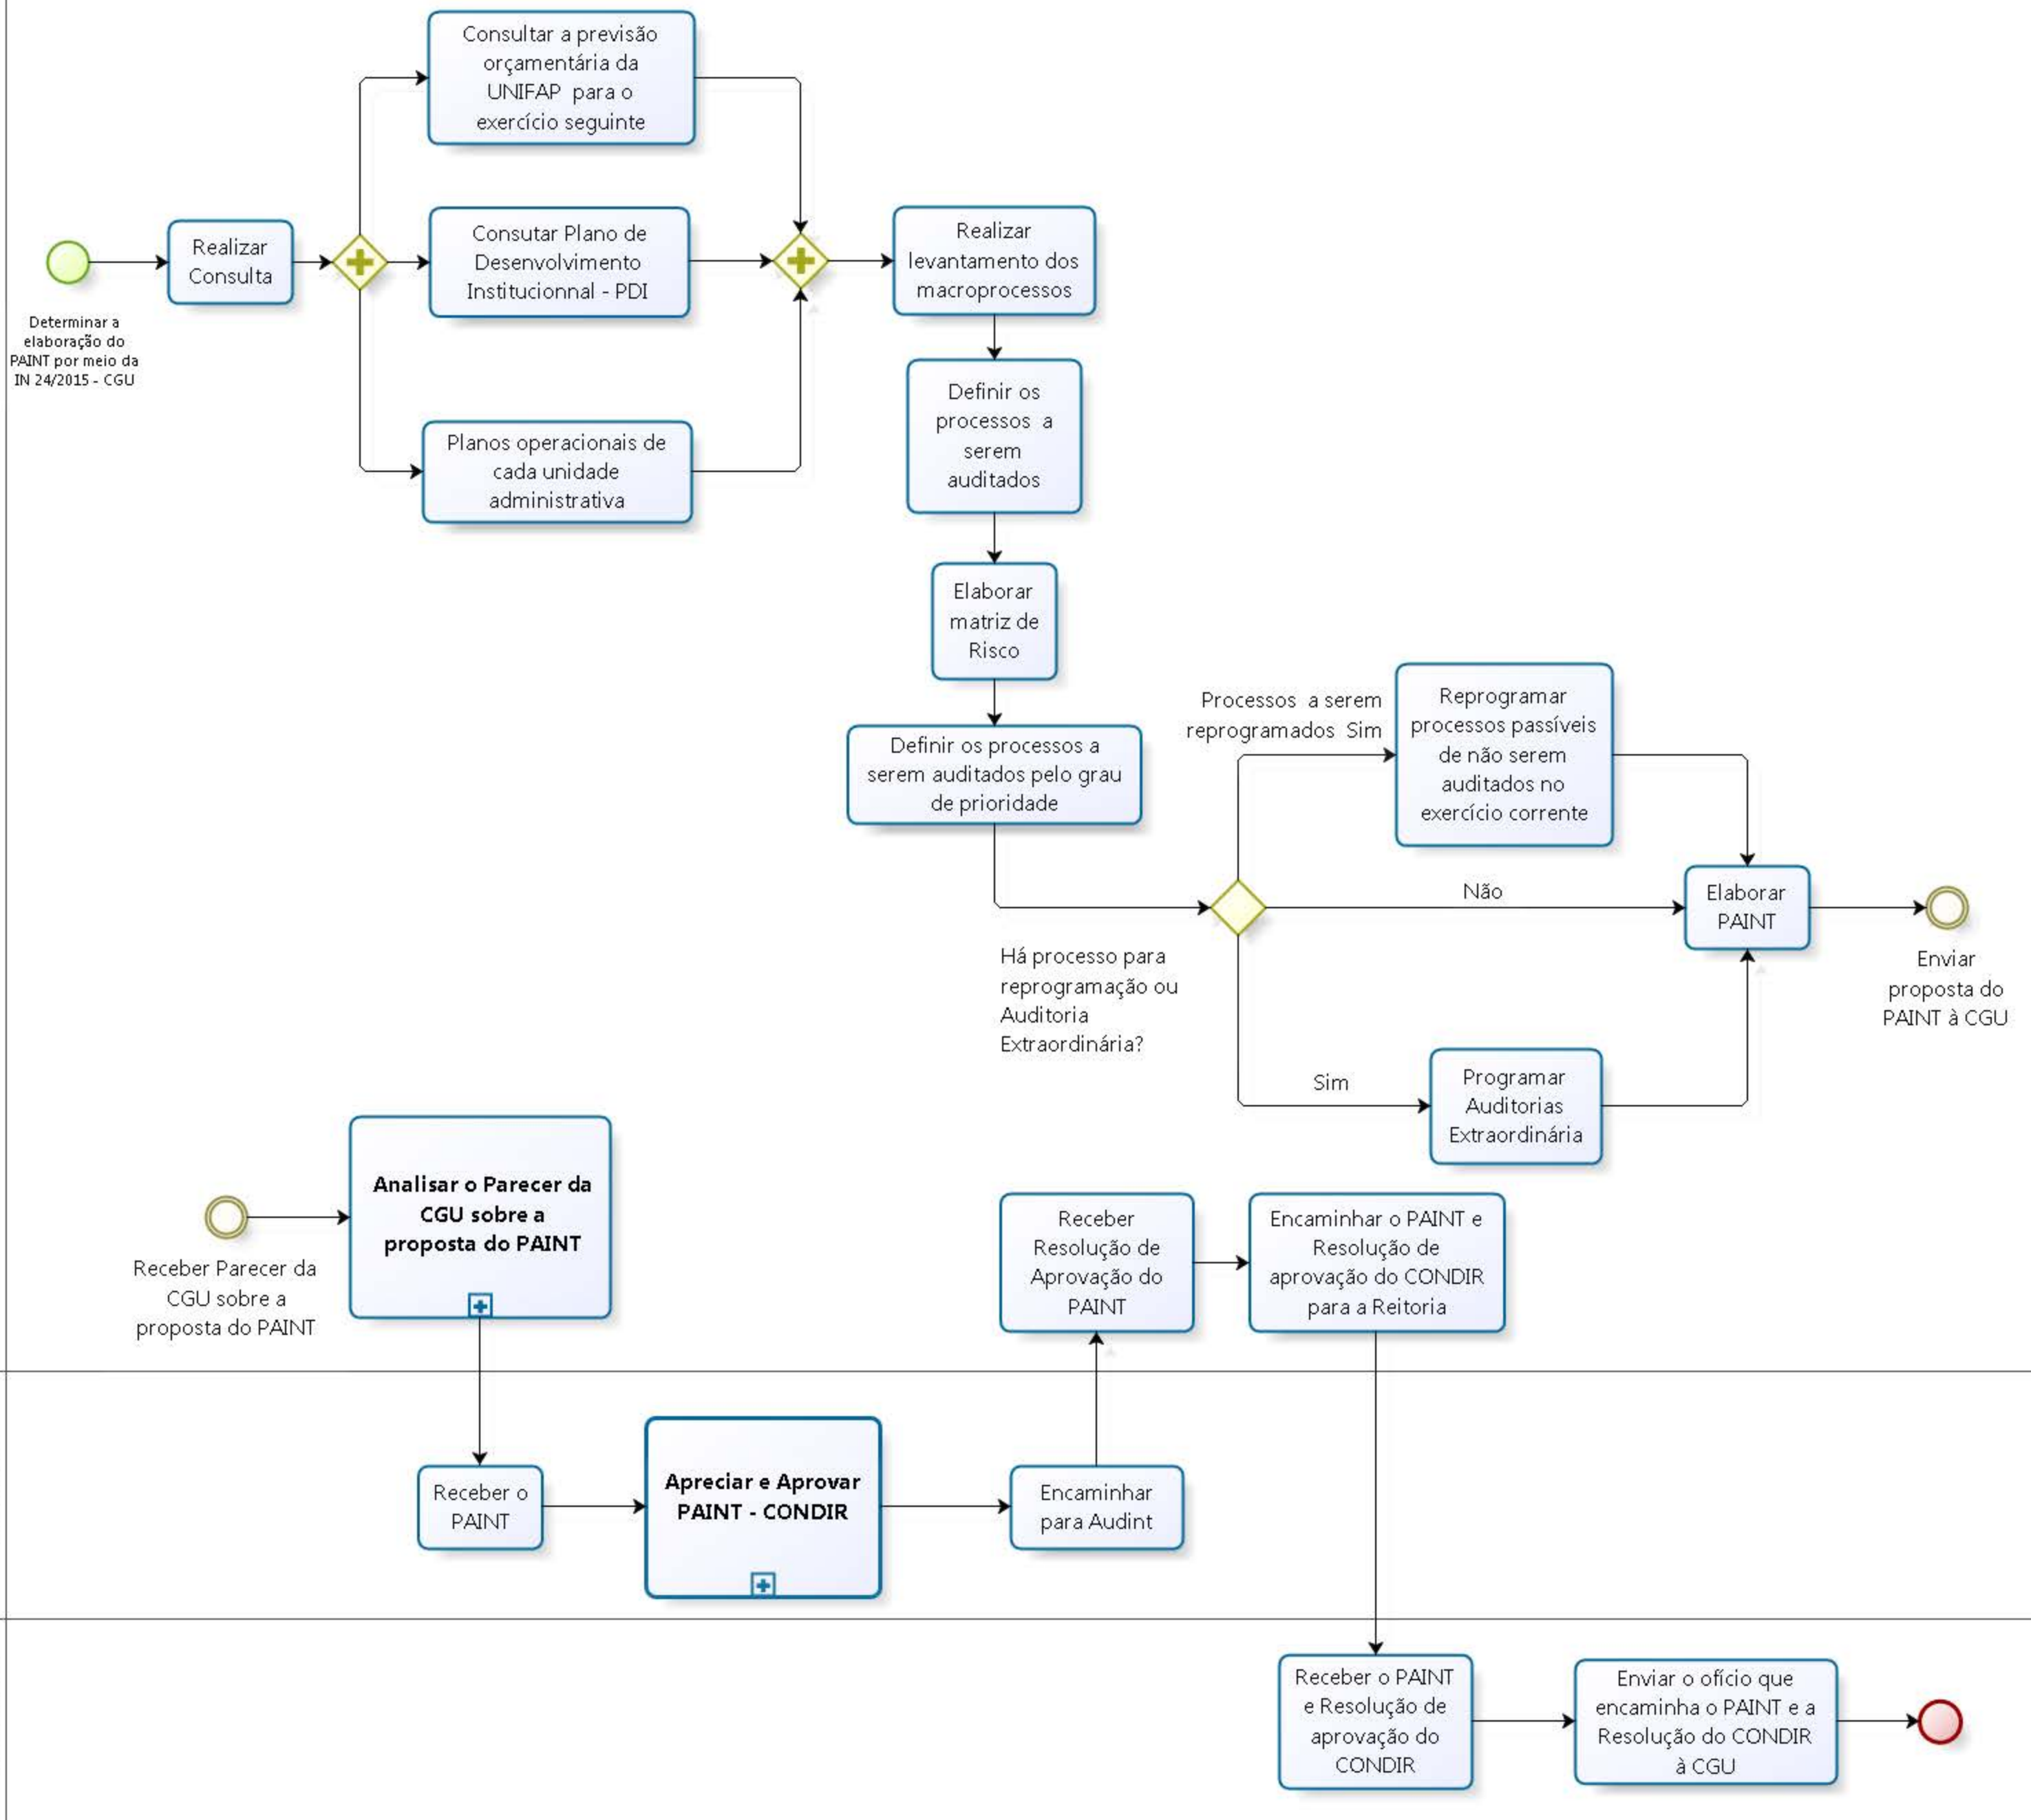 Consultar a previsão
orçamentária da
UNIFAP para o
exercício seguinte
Determinar a
elaboração do
PAINT por meio da
IN 24/2015 - CGU
Realizar
Consulta
Consutar Plano de
Desenvolvimento
Institucionnal - PDI
Planos operacionais de
cada unidade
administrativa
Realizar
levantamento dos
macroprocessos
Definir os
processos a
serem
auditados
Elaborar
matriz de
Risco
Definir os processos a
serem auditados pelo grau
de prioridade
Há processo para
reprogramação ou
Auditoria
Extraordinária?
Processos a serem
reprogramados Sim
Reprogramar
processos passíveis
de não serem
auditados no
exercício corrente
Não
Sim
Programar
Auditorias
Extraordinária
Elaborar
PAINT
Enviar
proposta do
PAINT à CGU
Receber Parecer da
CGU sobre a
proposta do PAINT
Analisar o Parecer da
CGU sobre a
proposta do PAINT
Receber o
PAINT
Apreciar e Aprovar
PAINT - CONDIR
Encaminhar
para Audint
Receber
Resolução de
Aprovação do
PAINT
Encaminhar o PAINT e
Resolução de
aprovação do CONDIR
para a Reitoria
Receber o PAINT
e Resolução de
aprovação do
CONDIR
Enviar o ofício que
encaminha o PAINT e a
Resolução do CONDIR
à CGU